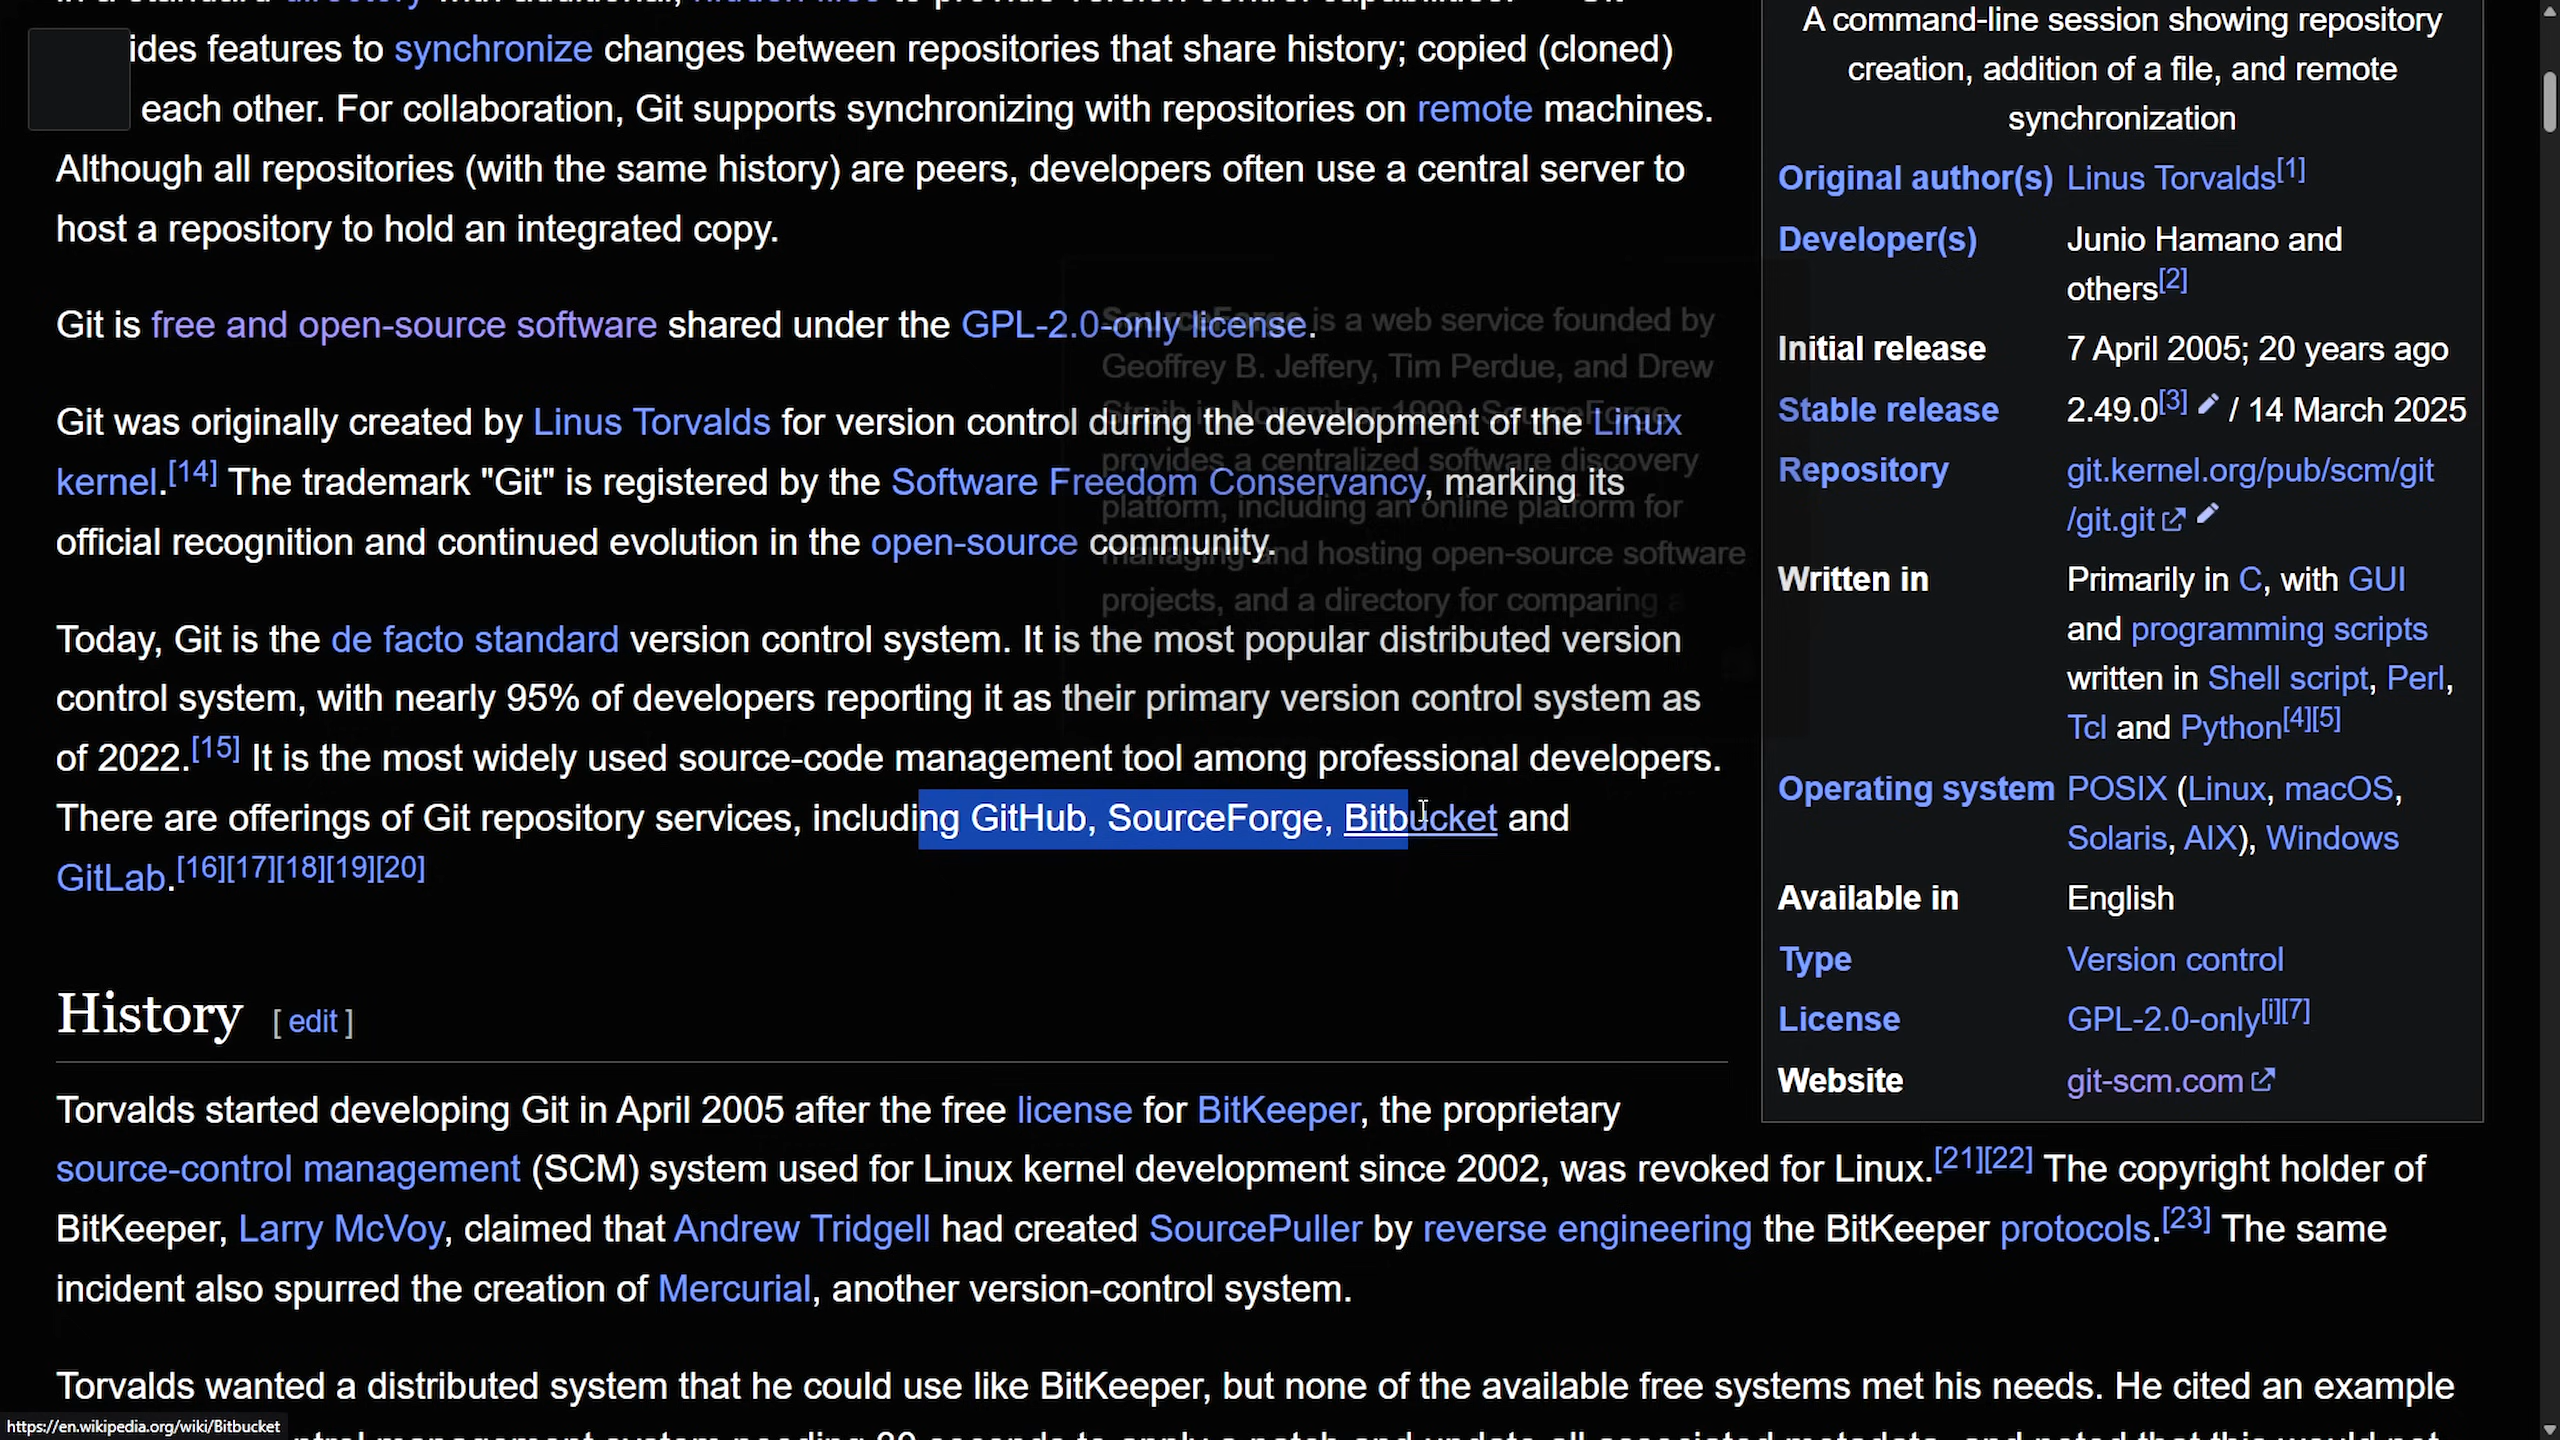 ides features to synchronize changes between repositories that share history; copied (cloned)
each other. For collaboration, Git supports synchronizing with repositories on remote machines.
Although all repositories (with the same history) are peers, developers often use a central server to
host a repository to hold an integrated copy.
Git is free and open-source software shared under the GPL-2.0-only license.
Git was originally created by Linus Torvalds for version control during the development of the Linux
kernel.[14] The trademark "Git" is registered by the Software Freedom Conservancy, marking its
official recognition and continued evolution in the open-source community.
Today, Git is the de facto standard version control system. It is the most popular distributed version
control system, with nearly 95% of developers reporting it as their primary version control system as
of 2022.[15] It is the most widely used source-code management tool among professional developers.
There are offerings of Git repository services, including GitHub, SourceForge, Bitbucket and
GitLab.[16][17][18][19][20]
SourceForge is a web service founded by
Geoffrey B. Jeffery, Tim Perdue, and Drew
Streib in November 1999. SourceForge
provides a centralized software discovery
platform, including an online platform for
managing and hosting open-source software
projects, and a directory for comparing
A command-line session showing repository
creation, addition of a file, and remote
synchronization
Original author(s) Linus Torvalds[1]
Developer(s) Junio Hamano and
others[2]
Initial release 7 April 2005; 20 years ago
Stable release 2.49.0[3] / 14 March 2025
Repository git.kernel.org/pub/scm/git
/git.git
Written in Primarily in C, with GUI
and programming scripts
written in Shell script, Perl,
Tcl and Python[4][5]
Operating system POSIX (Linux, macOS,
Solaris, AIX), Windows
Available in English
Type Version control
License GPL-2.0-only[i][7]
Website git-scm.com
History [ edit ]
Torvalds started developing Git in April 2005 after the free license for BitKeeper, the proprietary
source-control management (SCM) system used for Linux kernel development since 2002, was revoked for Linux.[21][22] The copyright holder of
BitKeeper, Larry McVoy, claimed that Andrew Tridgell had created SourcePuller by reverse engineering the BitKeeper protocols.[23] The same
incident also spurred the creation of Mercurial, another version-control system.
Torvalds wanted a distributed system that he could use like BitKeeper, but none of the available free systems met his needs. He cited an example
https://en.wikipedia.org/wiki/Bitbucket